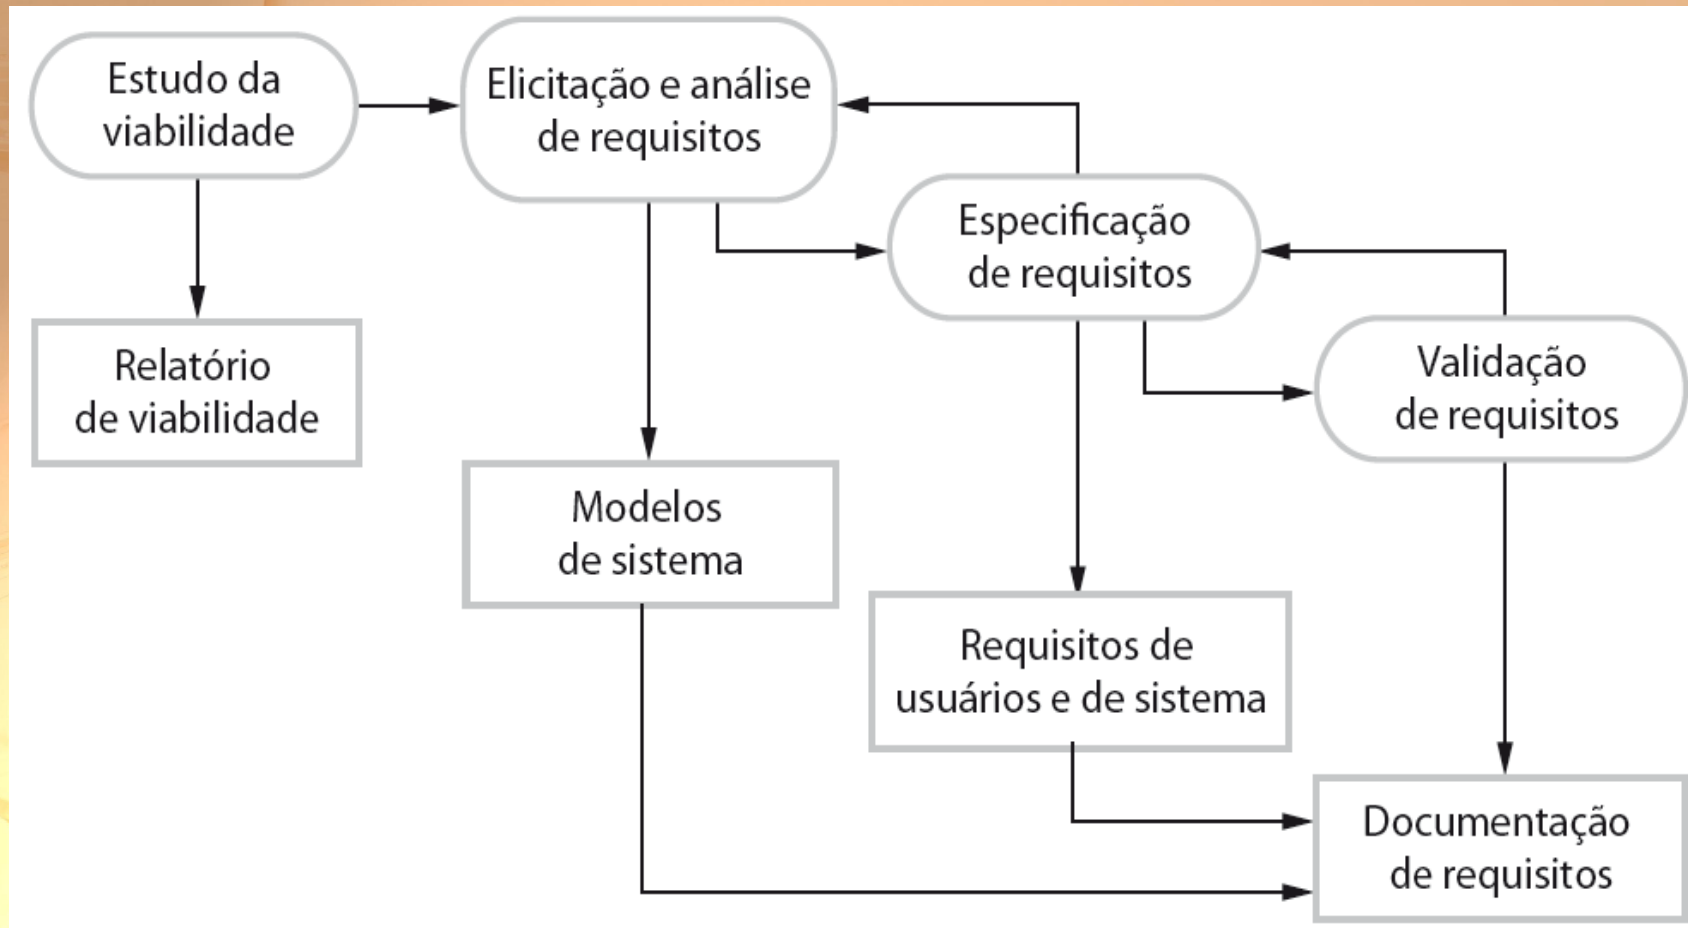 Estudo da
viabilidade
Elicitação e análise
de requisitos
Especificação
de requisitos
Validação
de requisitos
Relatório
de viabilidade
Modelos
de sistema
Requisitos de
usuários e de sistema
Documentação
de requisitos